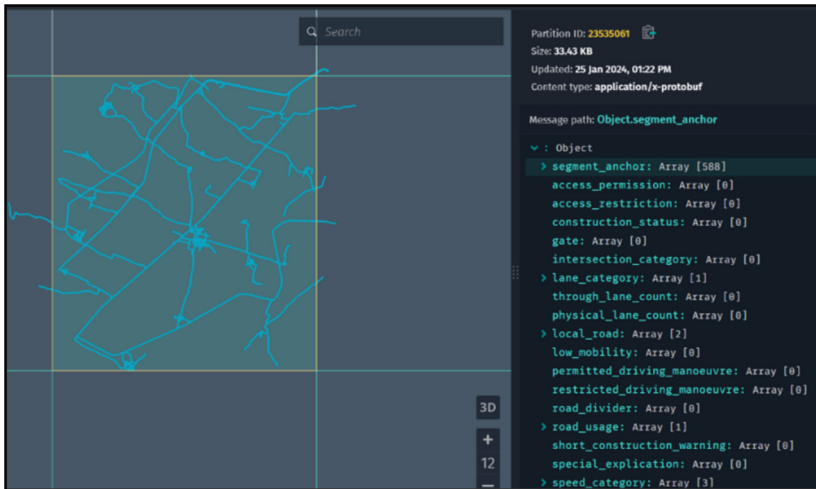 Search
3D
+
12
−
Partition ID: 23535061
Size: 33.43 KB
Updated: 25 Jan 2024, 01:22 PM
Content type: application/x-protobuf
Message path: Object.segment_anchor
: Object
segment_anchor: Array [588]
access_permission: Array [0]
access_restriction: Array [0]
construction_status: Array [0]
gate: Array [0]
intersection_category: Array [0]
lane_category: Array [1]
through_lane_count: Array [0]
physical_lane_count: Array [0]
local_road: Array [2]
low_mobility: Array [0]
permitted_driving_manoeuvre: Array [0]
restricted_driving_manoeuvre: Array [0]
road_divider: Array [0]
road_usage: Array [1]
short_construction_warning: Array [0]
special_explication: Array [0]
speed_category: Array [3]